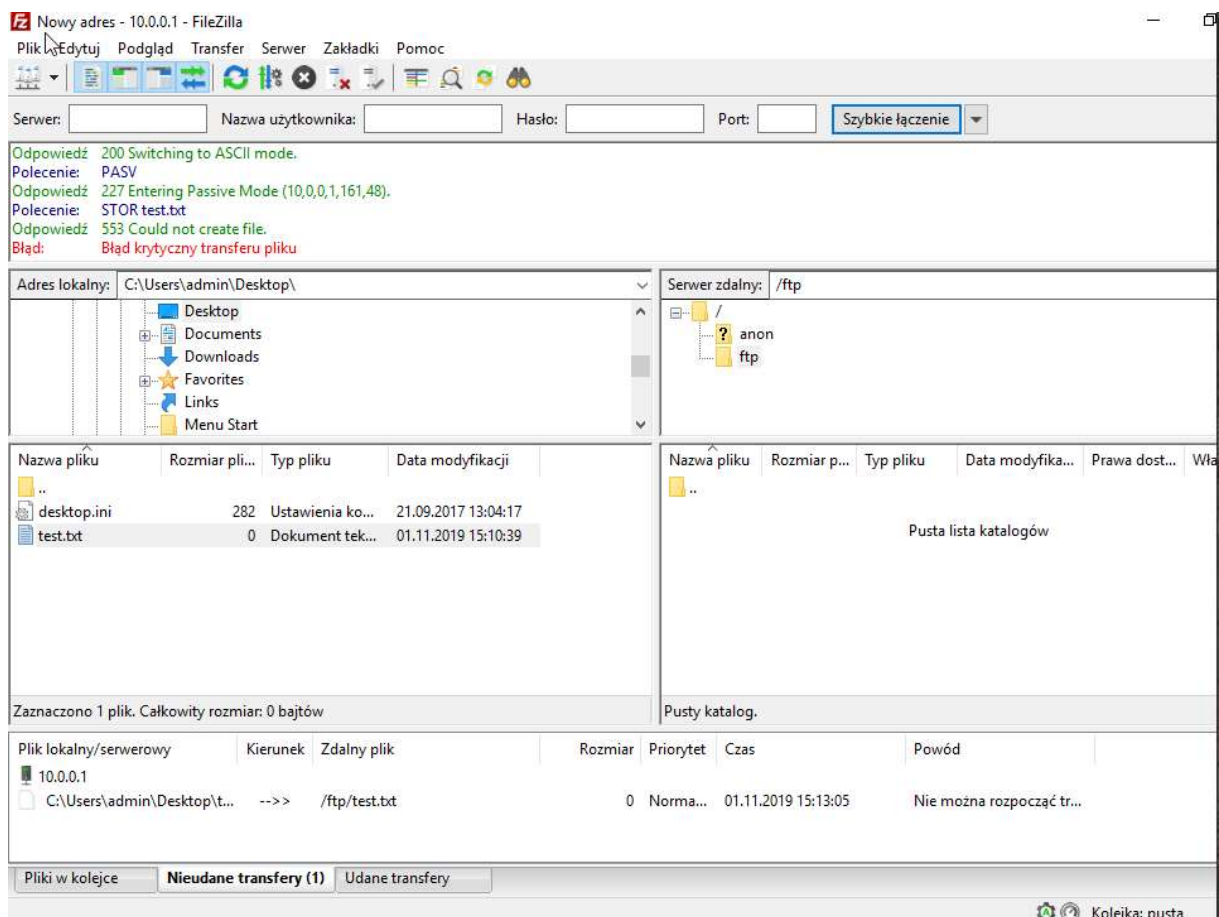 Nowy adres - 10.0.0.1 - FileZilla
Plik Edytuj Podgląd Transfer Serwer Zakładki Pomoc
Serwer: Nazwa użytkownika: Hasło: Port: Szybkie łączenie
Odpowiedź 200 Switching to ASCII mode.
Polecenie: PASV
Odpowiedź 227 Entering Passive Mode (10,0,0,1,161,48).
Polecenie: STOR test.txt
Odpowiedź 553 Could not create file.
Błąd: Błąd krytyczny transferu pliku
Adres lokalny: C:\Users\admin\Desktop\
Desktop
Documents
Downloads
Favorites
Links
Menu Start
Serwer zdalny: /ftp
/
? anon
ftp
Nazwa pliku Rozmiar pli... Typ pliku Data modyfikacji
..
desktop.ini 282 Ustawienia ko... 21.09.2017 13:04:17
test.txt 0 Dokument tek... 01.11.2019 15:10:39
Zaznaczono 1 plik. Całkowity rozmiar: 0 bajtów
Nazwa pliku Rozmiar p... Typ pliku Data modyfika... Prawa dost... Wła
..
Pusta lista katalogów
Pusty katalog.
Plik lokalny/serwerowy Kierunek Zdalny plik Rozmiar Priorytet Czas Powód
10.0.0.1
C:\Users\admin\Desktop\t... -->> /ftp/test.txt 0 Norma... 01.11.2019 15:13:05 Nie można rozpocząć tr...
Pliki w kolejce Nieudane transfery (1) Udane transfery
Kolejka: pusta